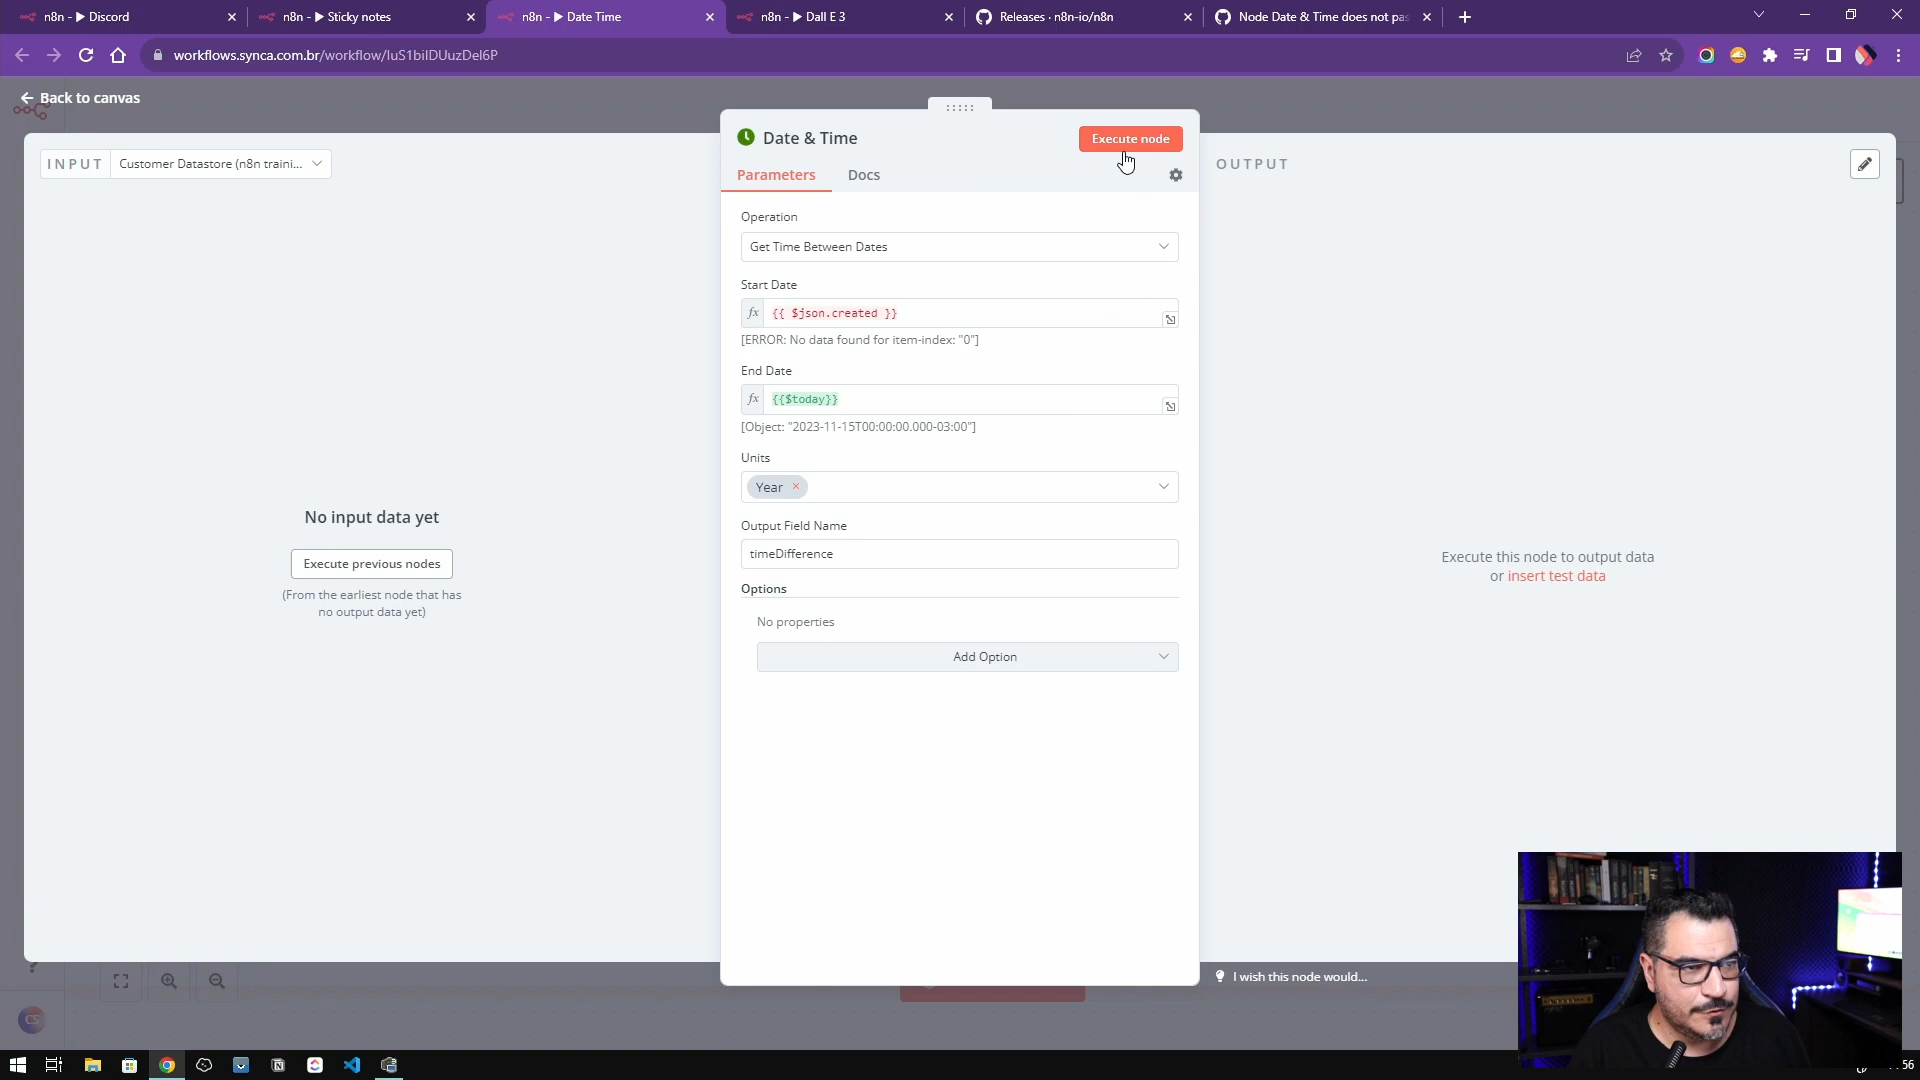 n8n - ▶ Discord
n8n - ▶ Sticky notes
n8n - ▶ Date Time
n8n - ▶ Dall E 3
Releases · n8n-io/n8n
Node Date & Time does not pas
workflows.synca.com.br/workflow/IuS1bilDUuzDel6P
Back to canvas
INPUT
Customer Datastore (n8n traini...
Date & Time
Execute node
OUTPUT
Parameters
Docs
Operation
Get Time Between Dates
Start Date
fx {{ $json.created }}
[ERROR: No data found for item-index: "0"]
End Date
fx {{$today}}
[Object: "2023-11-15T00:00:00.000-03:00"]
Units
Year
Output Field Name
timeDifference
Options
No properties
Add Option
No input data yet
Execute previous nodes
(From the earliest node that has
no output data yet)
Execute this node to output data
or insert test data
I wish this node would...
CS